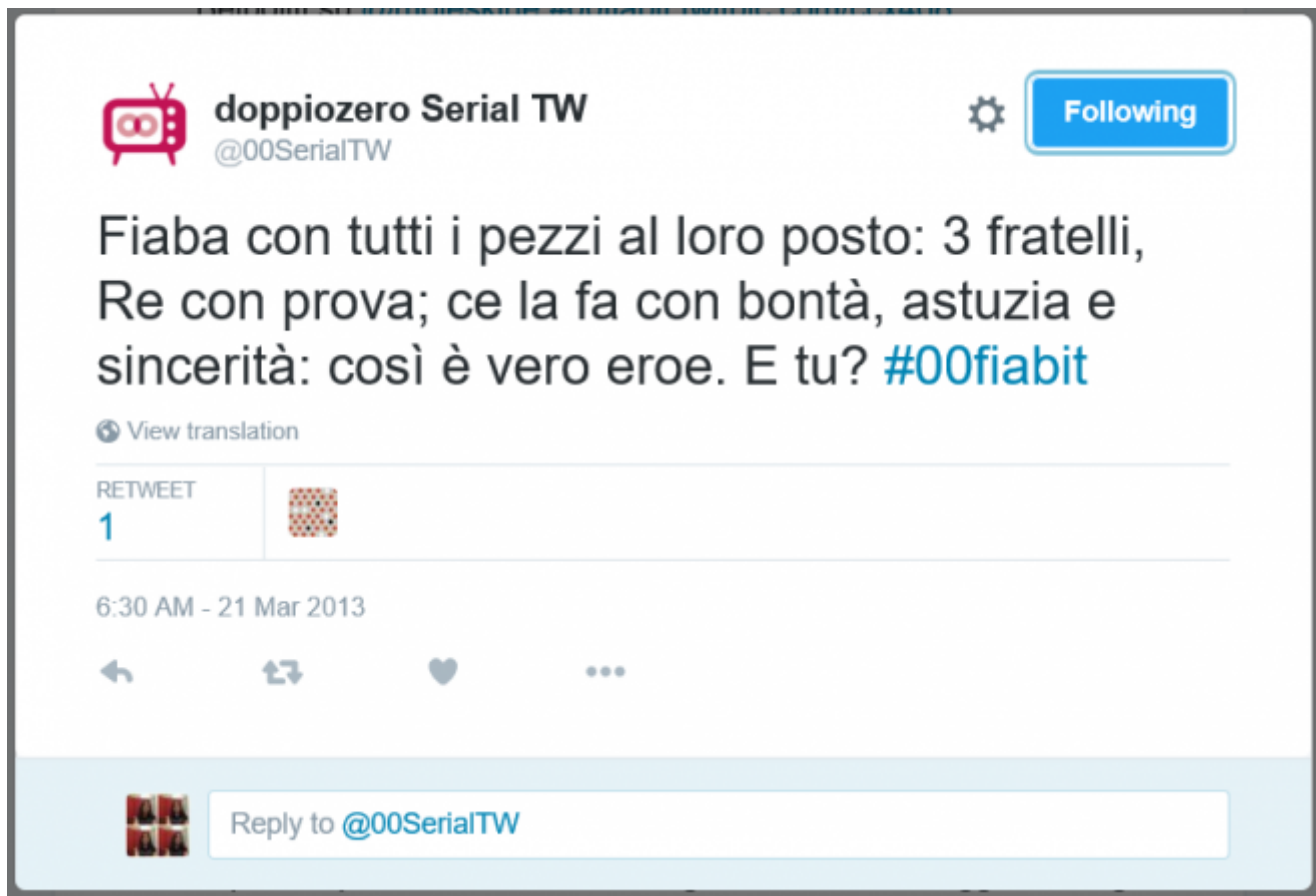 doppiozero Serial TW
@00SerialTW
Following
Fiaba con tutti i pezzi al loro posto: 3 fratelli,
Re con prova; ce la fa con bontà, astuzia e
sincerità: così è vero eroe. E tu? #00fiabit
View translation
RETWEET
1
6:30 AM - 21 Mar 2013
Reply to @00SerialTW